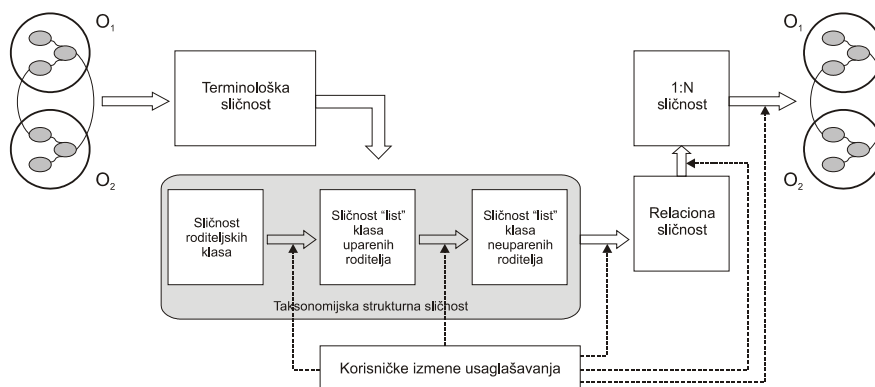 O1
O2
Terminološka
sličnost
Sličnost
roditeljskih
klasa
Sličnost “list”
klasa
uparenih
roditelja
Sličnost “list”
klasa
neuparenih
roditelja
Taksonomijska strukturna sličnost
Relaciona
sličnost
1:N
sličnost
O1
O2
Korisničke izmene usaglašavanja